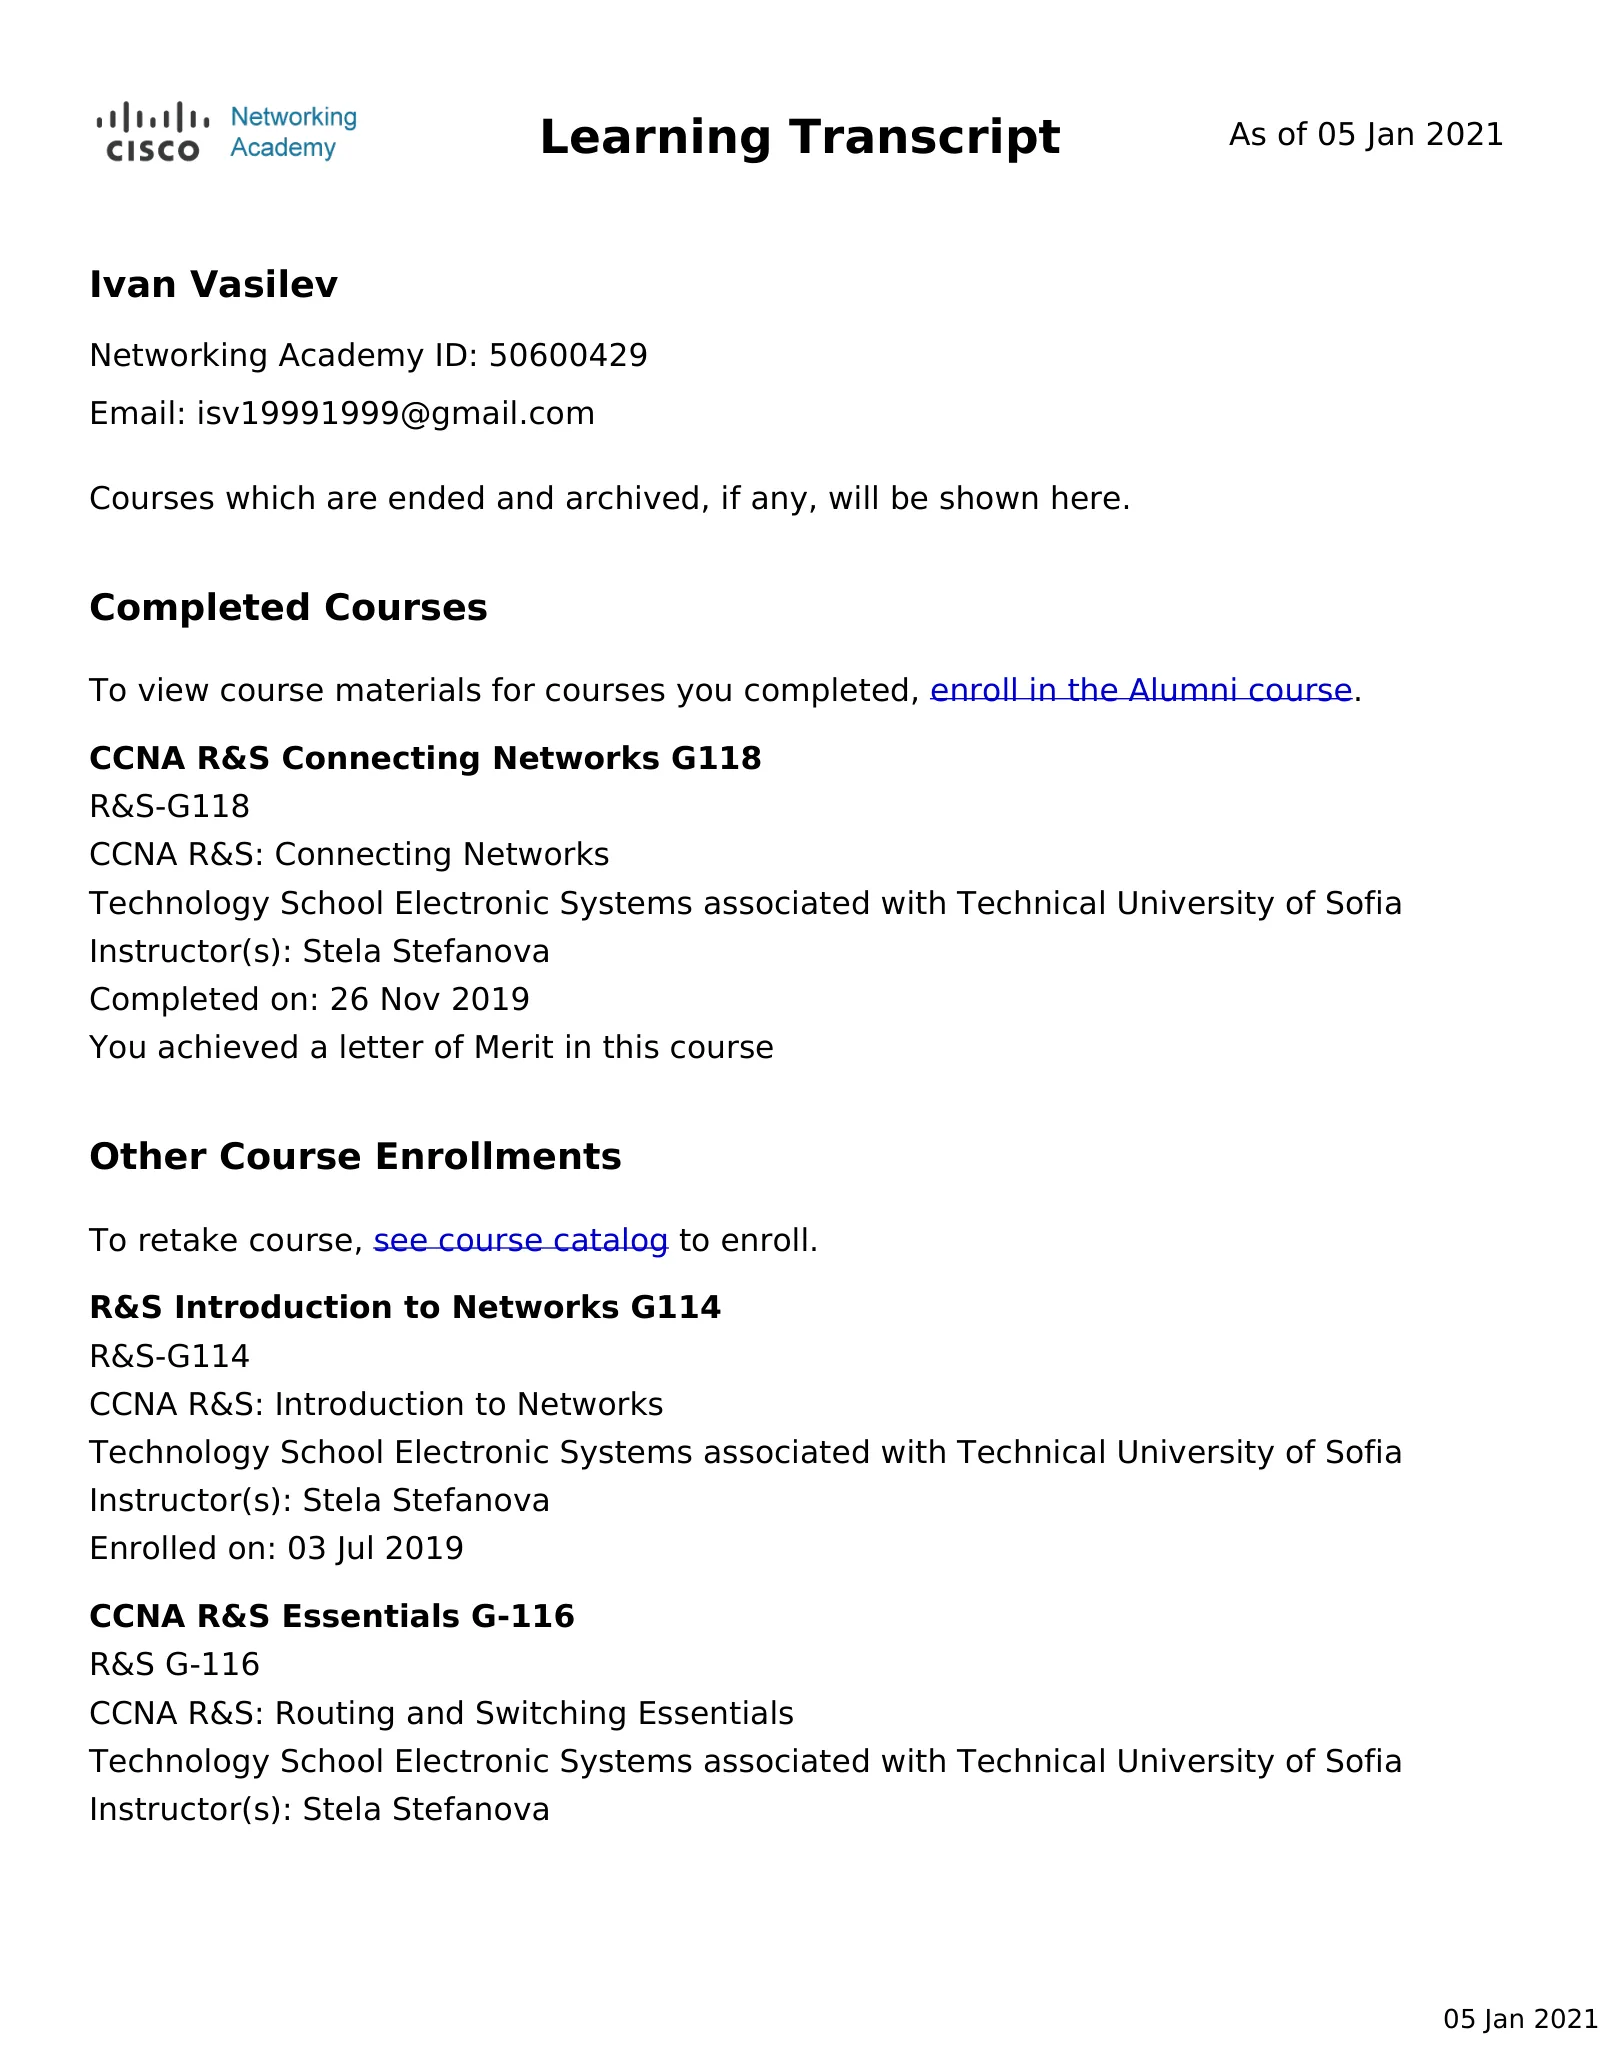 CISCO
Networking
Academy
Learning Transcript
As of 05 Jan 2021
Ivan Vasilev
Networking Academy ID: 50600429
Email: isv19991999@gmail.com
Courses which are ended and archived, if any, will be shown here.
Completed Courses
To view course materials for courses you completed, enroll in the Alumni course.
CCNA R&S Connecting Networks G118
R&S-G118
CCNA R&S: Connecting Networks
Technology School Electronic Systems associated with Technical University of Sofia
Instructor(s): Stela Stefanova
Completed on: 26 Nov 2019
You achieved a letter of Merit in this course
Other Course Enrollments
To retake course, see course catalog to enroll.
R&S Introduction to Networks G114
R&S-G114
CCNA R&S: Introduction to Networks
Technology School Electronic Systems associated with Technical University of Sofia
Instructor(s): Stela Stefanova
Enrolled on: 03 Jul 2019
CCNA R&S Essentials G-116
R&S G-116
CCNA R&S: Routing and Switching Essentials
Technology School Electronic Systems associated with Technical University of Sofia
Instructor(s): Stela Stefanova
05 Jan 2021